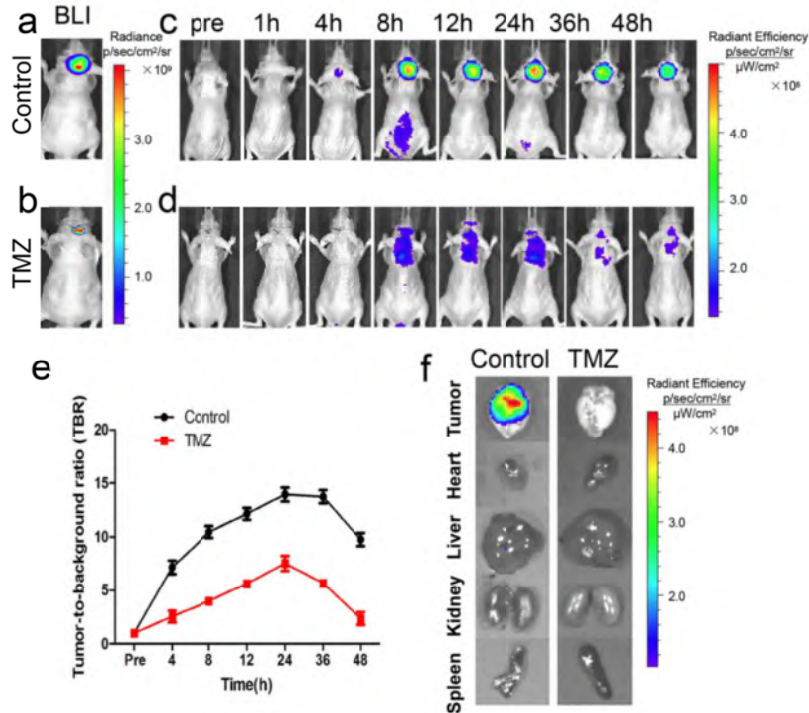 a BLI c pre 1h 4h 8h 12h 24h 36h 48h
Radiance
p/sec/cm²/sr
×10⁹
3.0
2.0
1.0
Radiant Efficiency
p/sec/cm²/sr
μW/cm²
×10⁸
4.0
3.0
2.0
Control
b d
TMZ
e
Control
TMZ
Tumor-to-background ratio (TBR)
20
15
10
5
0
Pre 4 8 12 24 36 48
Time(h)
f Control TMZ
Tumor
Heart
Liver
Kidney
Spleen
Radiant Efficiency
p/sec/cm²/sr
μW/cm²
×10⁸
4.0
3.0
2.0